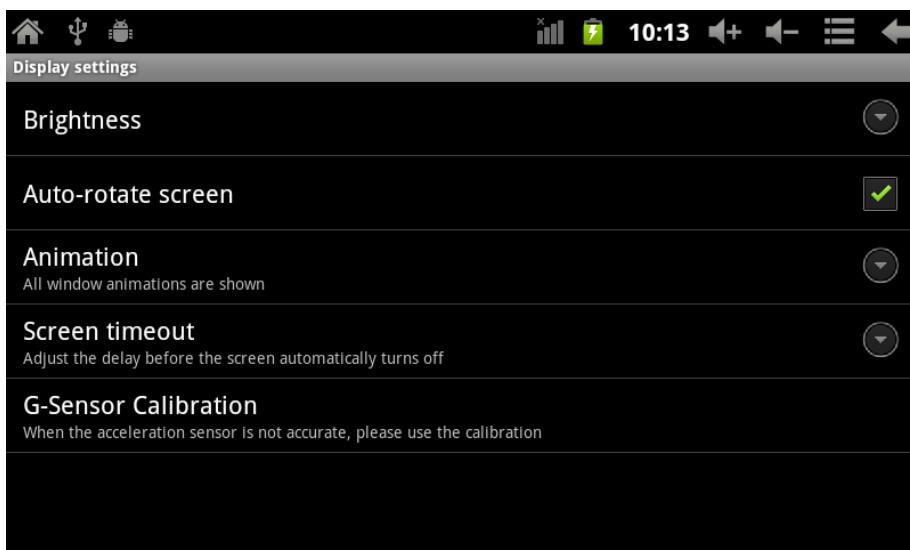 10:13
Display settings
Brightness
Auto-rotate screen
Animation
All window animations are shown
Screen timeout
Adjust the delay before the screen automatically turns off
G-Sensor Calibration
When the acceleration sensor is not accurate, please use the calibration